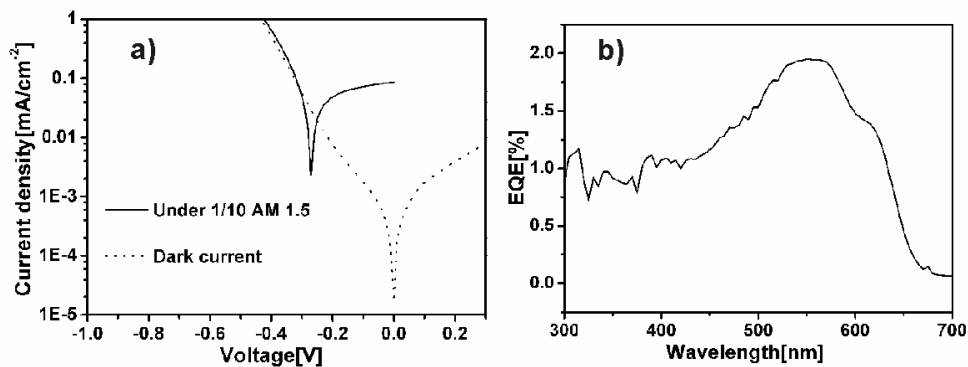 a)
1
0.1
0.01
1E-3
1E-4
1E-5
Current density[mA/cm-2]
Under 1/10 AM 1.5
Dark current
-1.0 -0.8 -0.6 -0.4 -0.2 0.0 0.2
Voltage[V]
b)
2.0
1.5
1.0
0.5
0.0
EQE[%]
300 400 500 600 700
Wavelength[nm]